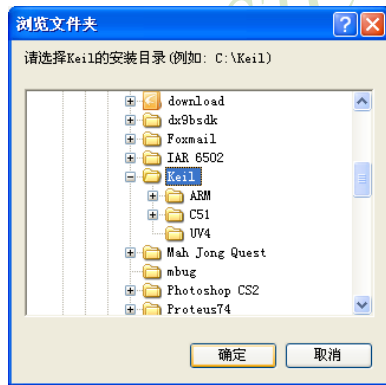 浏览文件夹
请选择Keil的安装目录(例如: C:\Keil)
download
dx9bsdk
Foxmail
IAR 6502
Keil
ARM
C51
UV4
Mah Jong Quest
mbug
Photoshop CS2
Proteus74
确定
取消